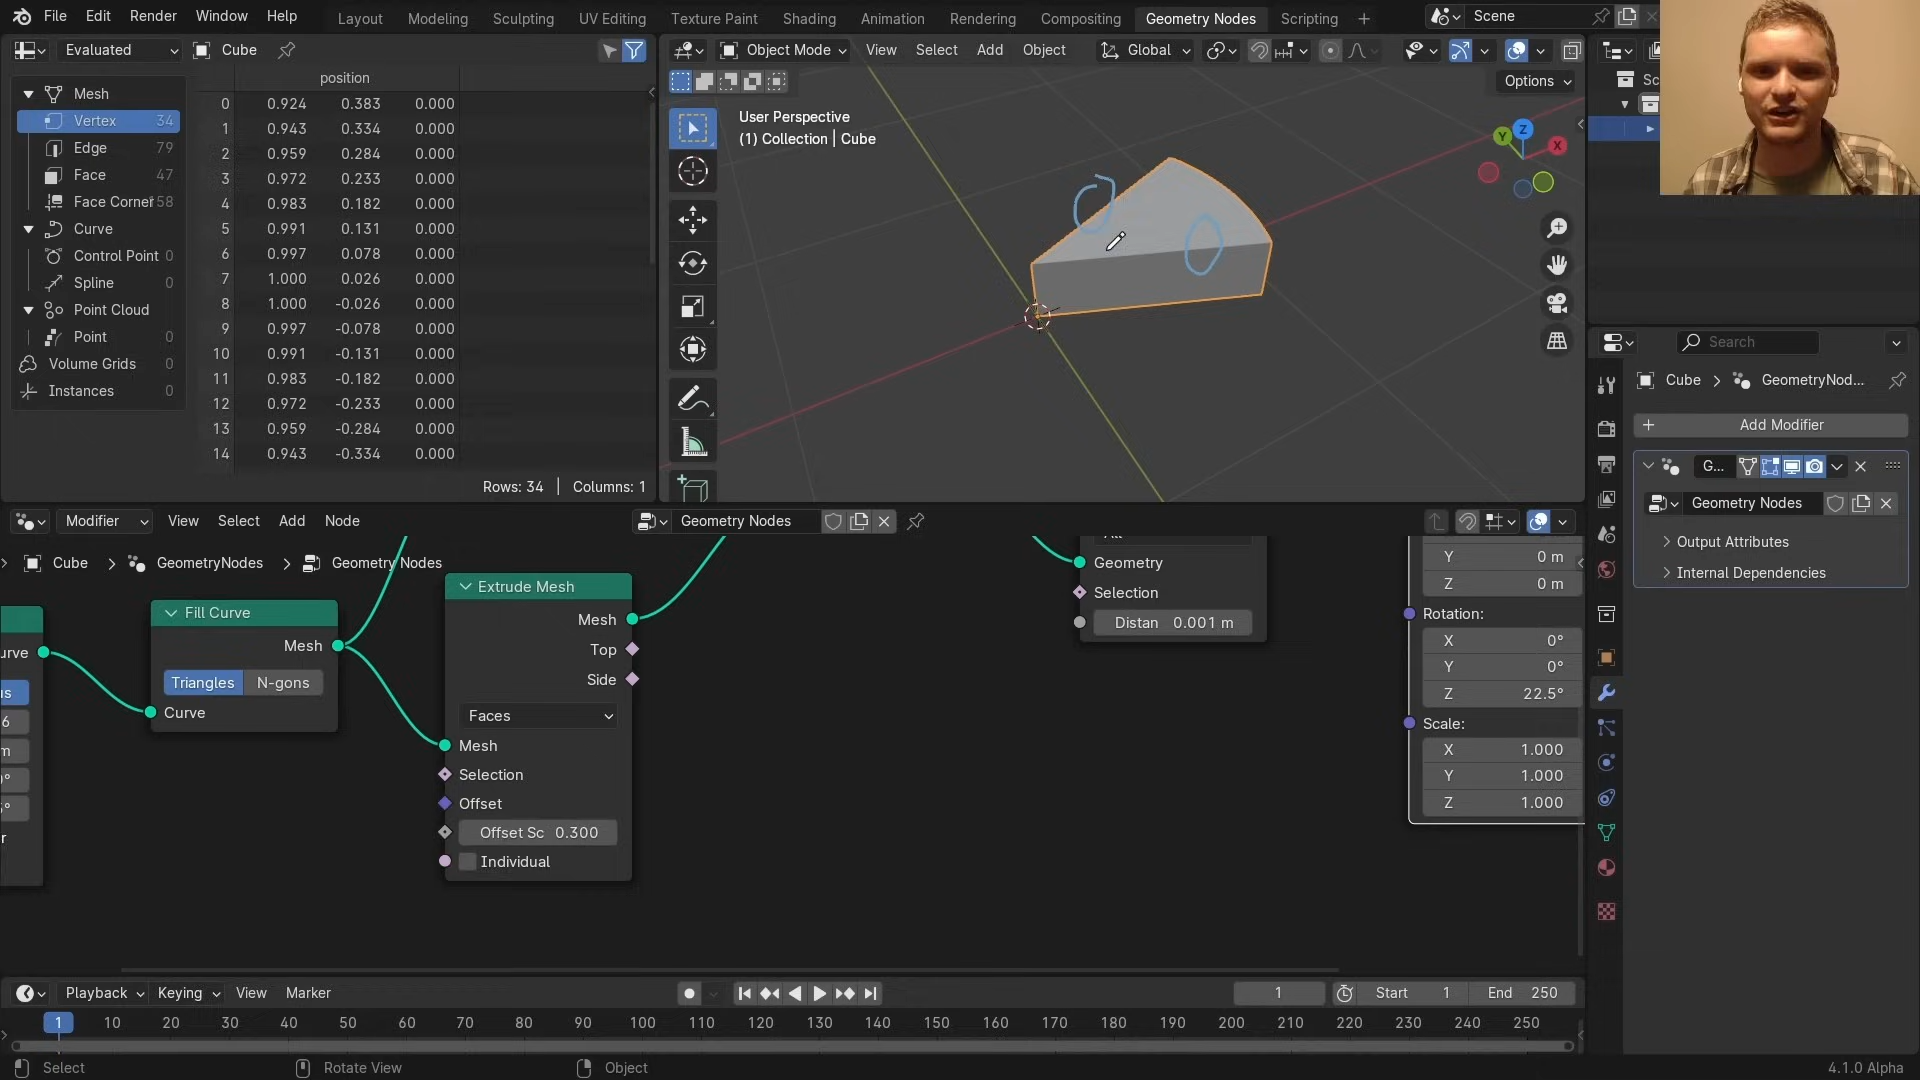 File Edit Render Window Help Layout Modeling Sculpting UV Editing Texture Paint Shading Animation Rendering Compositing Geometry Nodes Scripting + Scene
Evaluated Cube
Object Mode View Select Add Object Global
Options
position
Mesh
Vertex 34
Edge 79
Face 47
Face Corner 58
Curve
Control Point 0
Spline 0
Point Cloud
Point 0
Volume Grids 0
Instances 0
0 0.924 0.383 0.000
1 0.943 0.334 0.000
2 0.959 0.284 0.000
3 0.972 0.233 0.000
4 0.983 0.182 0.000
5 0.991 0.131 0.000
6 0.997 0.078 0.000
7 1.000 0.026 0.000
8 1.000 -0.026 0.000
9 0.997 -0.078 0.000
10 0.991 -0.131 0.000
11 0.983 -0.182 0.000
12 0.972 -0.233 0.000
13 0.959 -0.284 0.000
14 0.943 -0.334 0.000
Rows: 34 | Columns: 1
User Perspective
(1) Collection | Cube
Y Z X
Sc
Search
Cube > GeometryNod...
+ Add Modifier
G...
Geometry Nodes
Output Attributes
Internal Dependencies
Modifier View Select Add Node Geometry Nodes
Cube > GeometryNodes > Geometry Nodes
urve
us
6
m
0°
r
Fill Curve
Mesh
Triangles N-gons
Curve
Extrude Mesh
Mesh
Top
Side
Faces
Mesh
Selection
Offset
Offset Sc 0.300
Individual
Geometry
Selection
Distan 0.001 m
Y 0 m
Z 0 m
Rotation:
X 0°
Y 0°
Z 22.5°
Scale:
X 1.000
Y 1.000
Z 1.000
Playback Keying View Marker 1 Start 1 End 250
1 10 20 30 40 50 60 70 80 90 100 110 120 130 140 150 160 170 180 190 200 210 220 230 240 250
Select Rotate View Object 4.1.0 Alpha